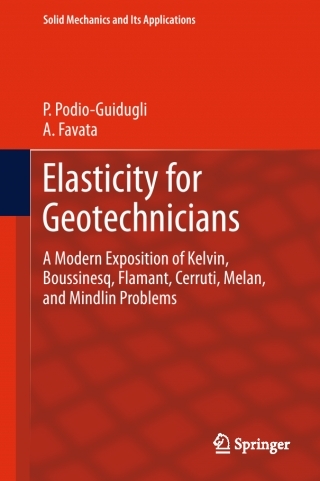 Solid Mechanics and Its Applications
P. Podio-Guidugli
A. Favata
Elasticity for
Geotechnicians
A Modern Exposition of Kelvin,
Boussinesq, Flamant, Cerruti, Melan,
and Mindlin Problems
Springer